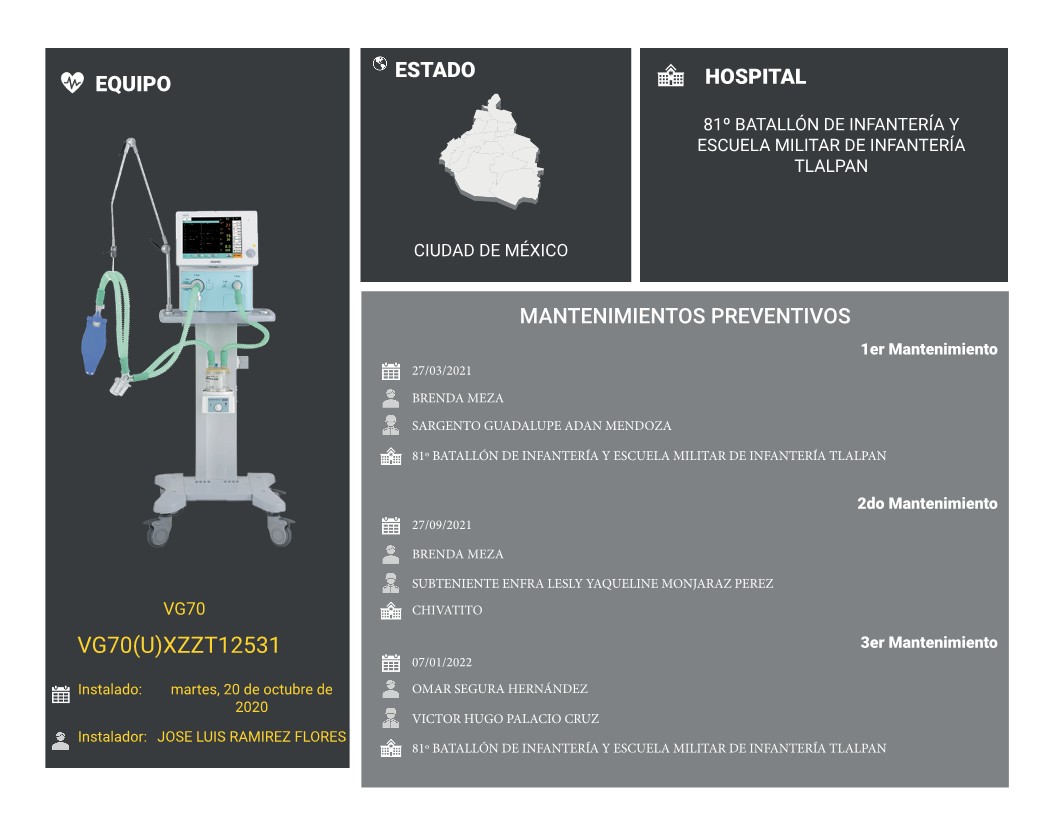 EQUIPO
VG70
VG70(U)XZZT12531
Instalado: martes, 20 de octubre de
2020
Instalador: JOSE LUIS RAMIREZ FLORES
ESTADO
CIUDAD DE MÉXICO
HOSPITAL
81º BATALLÓN DE INFANTERÍA Y
ESCUELA MILITAR DE INFANTERÍA
TLALPAN
MANTENIMIENTOS PREVENTIVOS
1er Mantenimiento
27/03/2021
BRENDA MEZA
SARGENTO GUADALUPE ADAN MENDOZA
81º BATALLÓN DE INFANTERÍA Y ESCUELA MILITAR DE INFANTERÍA TLALPAN
2do Mantenimiento
27/09/2021
BRENDA MEZA
SUBTENIENTE ENFRA LESLY YAQUELINE MONJARAZ PEREZ
CHIVATITO
3er Mantenimiento
07/01/2022
OMAR SEGURA HERNÁNDEZ
VICTOR HUGO PALACIO CRUZ
81º BATALLÓN DE INFANTERÍA Y ESCUELA MILITAR DE INFANTERÍA TLALPAN